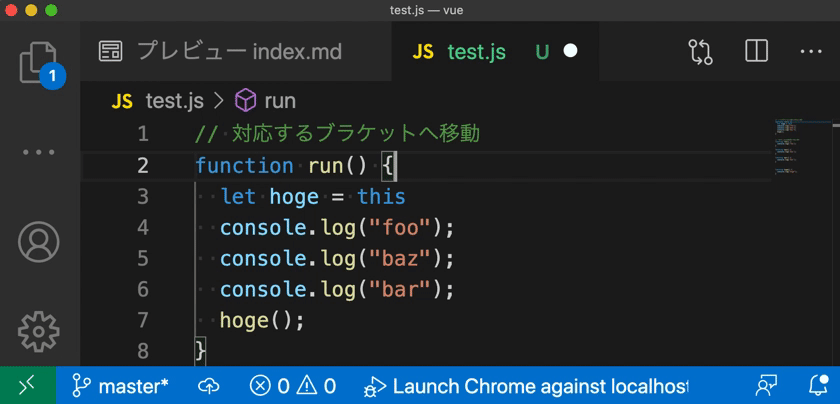 test.js — vue
プレビュー index.md
JS test.js U
1
JS test.js > run
1 // 対応するブラケットへ移動
2 function run() {
3 let hoge = this
4 console.log("foo");
5 console.log("baz");
6 console.log("bar");
7 hoge();
8 }
master* 0 0 Launch Chrome against localhost